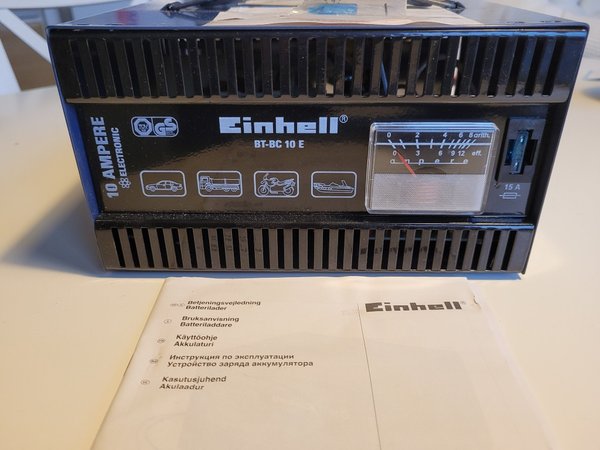 10 AMPERE
ELECTRONIC
GS
Einhell®
BT-BC 10 E
0 2 4 6 8 arith.
0 3 6 9 12 eff.
ampere
15 A
Betjeningsvejledning
Batterilader
Einhell®
Bruksanvisning
Batteriladdare
Käyttöohje
Akkulaturi
Инструкция по эксплуатации
Устройство заряда аккумулятора
Kasutusjuhend
Akulaadur